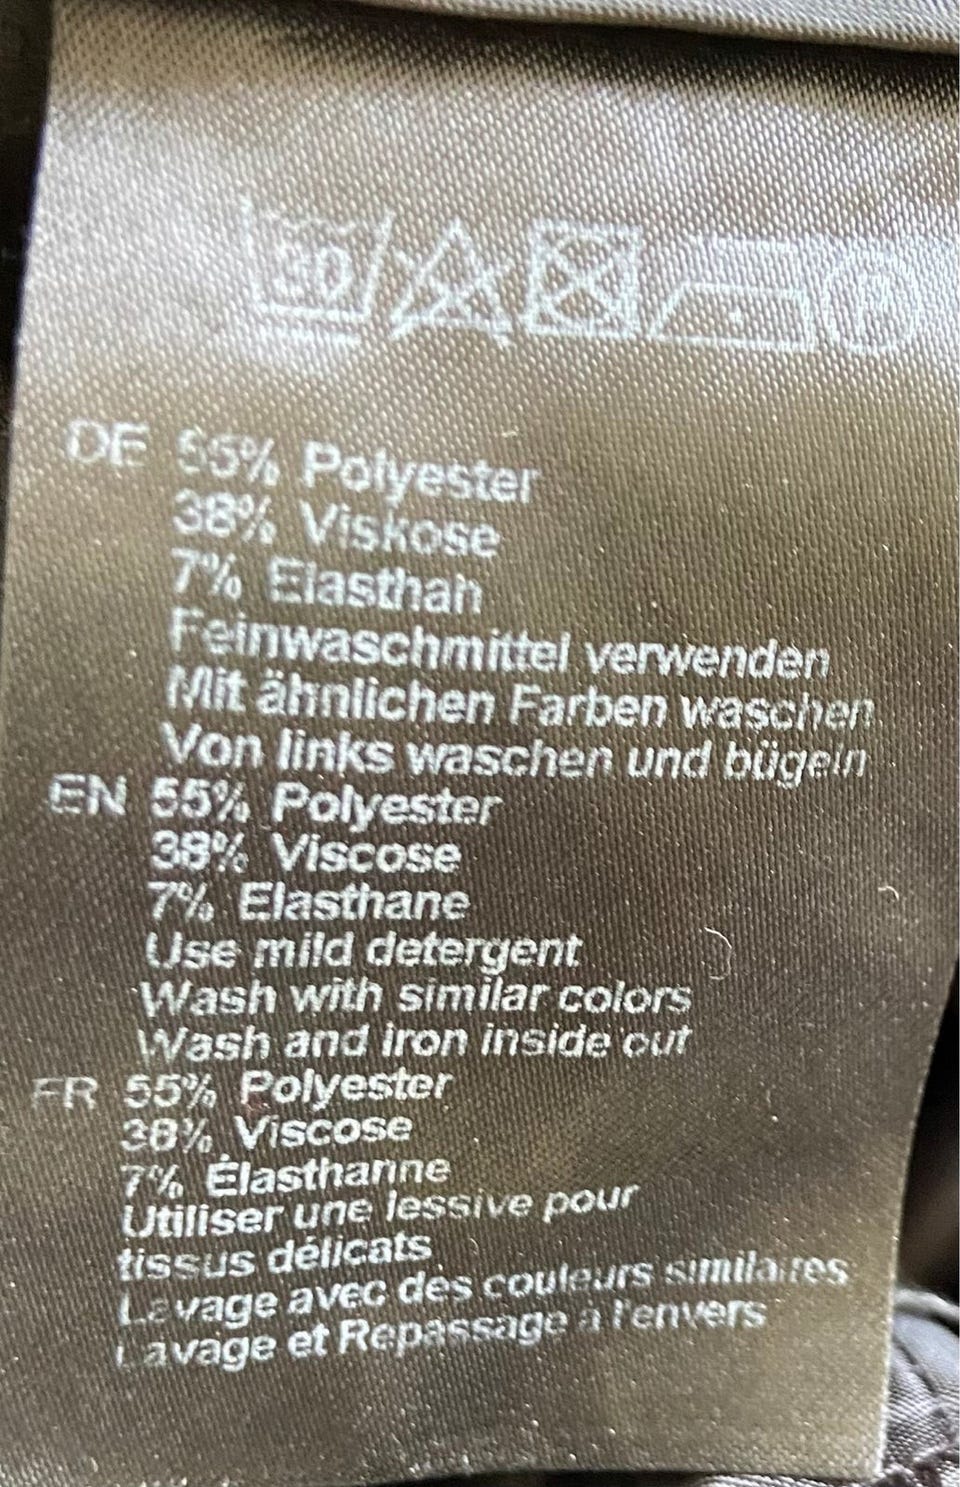 30 P
DE 55% Polyester
38% Viskose
7% Elasthan
Feinwaschmittel verwenden
Mit ähnlichen Farben waschen
Von links waschen und bügeln
EN 55% Polyester
38% Viscose
7% Elasthane
Use mild detergent
Wash with similar colors
Wash and iron inside out
FR 55% Polyester
38% Viscose
7% Élasthanne
Utiliser une lessive pour
tissus délicats
Lavage avec des couleurs similaires
Lavage et Repassage à l'envers